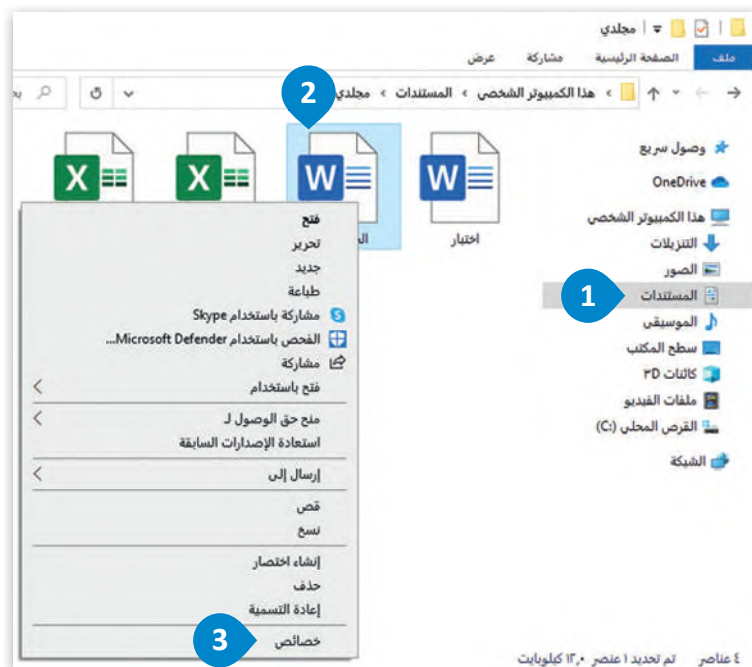 مجلدي
ملف الصفحة الرئيسية مشاركة عرض
هذا الكمبيوتر الشخصي › المستندات › مجلدي
2
وصول سريع
OneDrive
هذا الكمبيوتر الشخصي
التنزيلات
الصور
المستندات
1
الموسيقى
سطح المكتب
كائنات ٣D
ملفات الفيديو
القرص المحلي (C:)
الشبكة
W
W
X
X
اختبار
فتح
تحرير
جديد
طباعة
مشاركة باستخدام Skype
الفحص باستخدام Microsoft Defender...
مشاركة
فتح باستخدام
منح حق الوصول لـ
استعادة الإصدارات السابقة
إرسال إلى
قص
نسخ
إنشاء اختصار
حذف
إعادة التسمية
خصائص
3
٤ عناصر تم تحديد ١ عنصر ١٢,٠ كيلوبايت